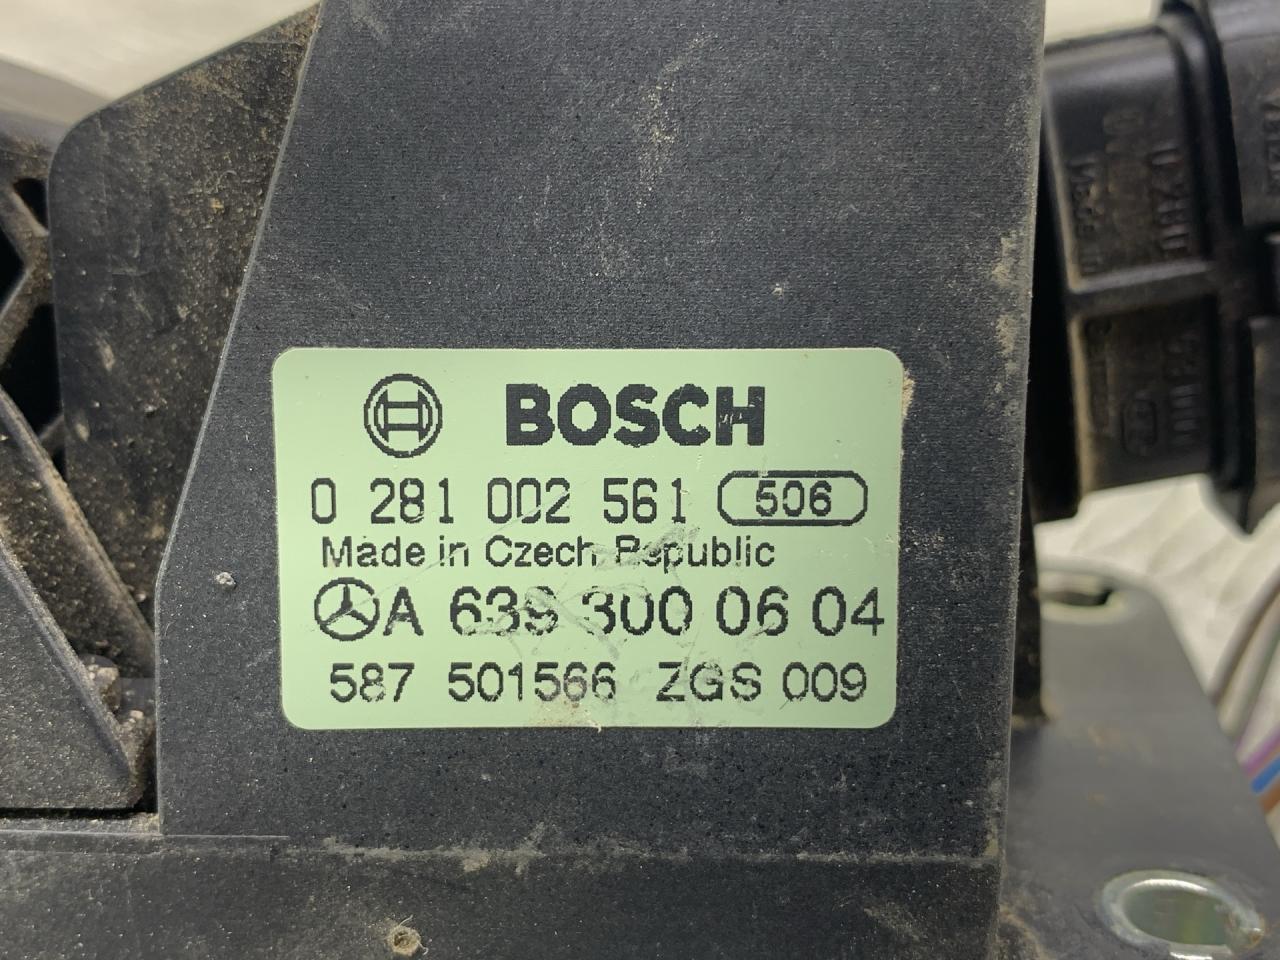 BOSCH
0 281 002 561 506
Made in Czech Republic
A 639 300 06 04
587 501566 ZGS 009